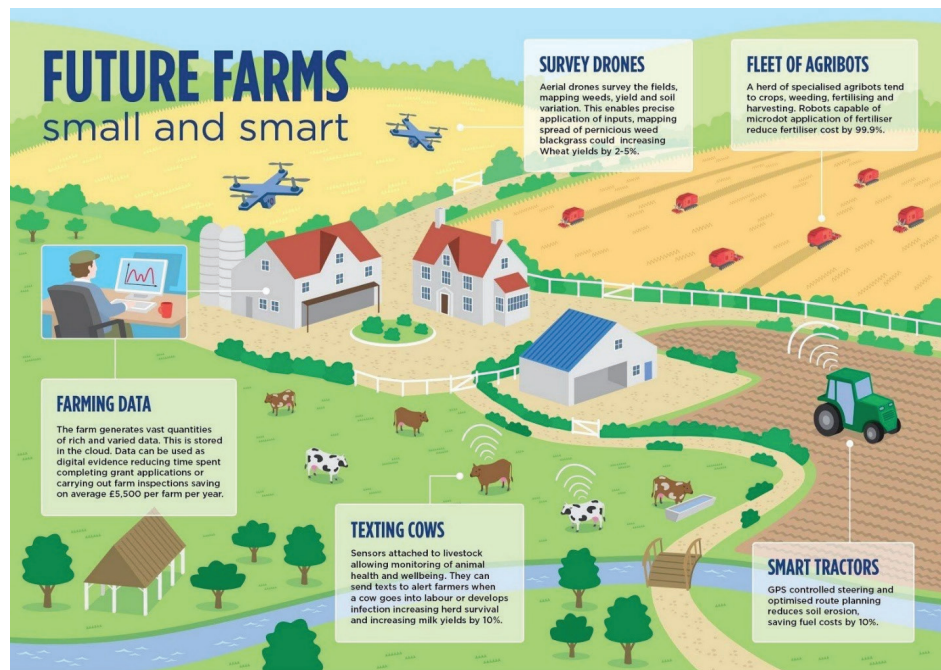 FUTURE FARMS
small and smart
SURVEY DRONES
Aerial drones survey the fields,
mapping weeds, yield and soil
variation. This enables precise
application of inputs, mapping
spread of pernicious weed
blackgrass could  increasing
Wheat yields by 2-5%.
FLEET OF AGRIBOTS
A herd of specialised agribots tend
to crops, weeding, fertilising and
harvesting. Robots capable of
microdot application of fertiliser
reduce fertiliser cost by 99.9%.
FARMING DATA
The farm generates vast quantities
of rich and varied data. This is stored
in the cloud. Data can be used as
digital evidence reducing time spent
completing grant applications or
carrying out farm inspections saving
on average £5,500 per farm per year.
TEXTING COWS
Sensors attached to livestock
allowing monitoring of animal
health and wellbeing. They can
send texts to alert farmers when
a cow goes into labour or develops
infection increasing herd survival
and increasing milk yields by 10%.
SMART TRACTORS
GPS controlled steering and
optimised route planning
reduces soil erosion,
saving fuel costs by 10%.